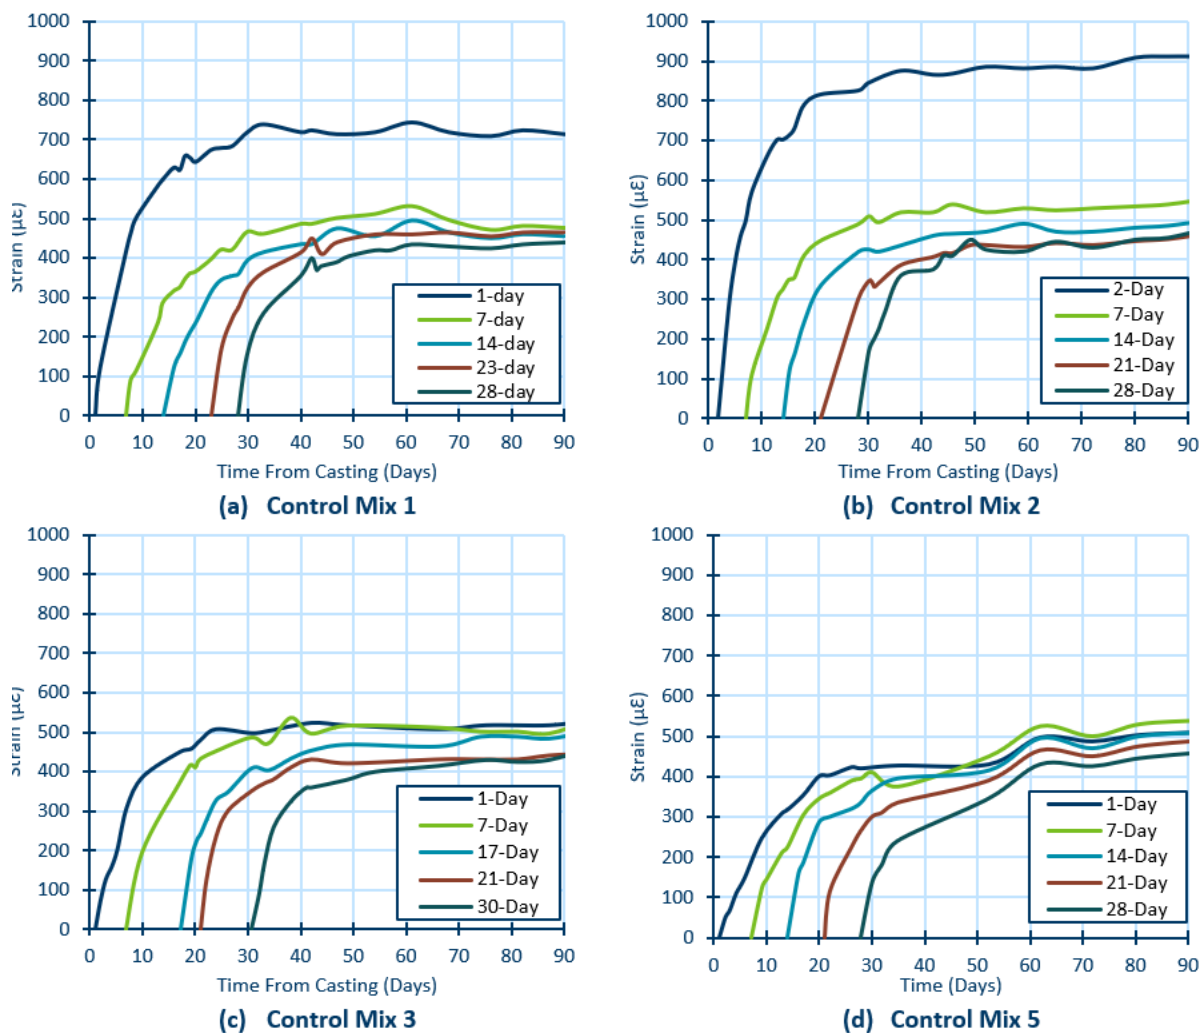 1000
900
800
700
600
500
400
300
200
100
0
Strain (με)
0 10 20 30 40 50 60 70 80 90
Time From Casting (Days)
1-day
7-day
14-day
23-day
28-day
(a) Control Mix 1
1000
900
800
700
600
500
400
300
200
100
0
Strain (με)
0 10 20 30 40 50 60 70 80 90
Time From Casting (Days)
2-Day
7-Day
14-Day
21-Day
28-Day
(b) Control Mix 2
1000
900
800
700
600
500
400
300
200
100
0
Strain (με)
0 10 20 30 40 50 60 70 80 90
Time From Casting (Days)
1-Day
7-Day
17-Day
21-Day
30-Day
(c) Control Mix 3
1000
900
800
700
600
500
400
300
200
100
0
Strain (με)
0 10 20 30 40 50 60 70 80 90
Time (Days)
1-Day
7-Day
14-Day
21-Day
28-Day
(d) Control Mix 5